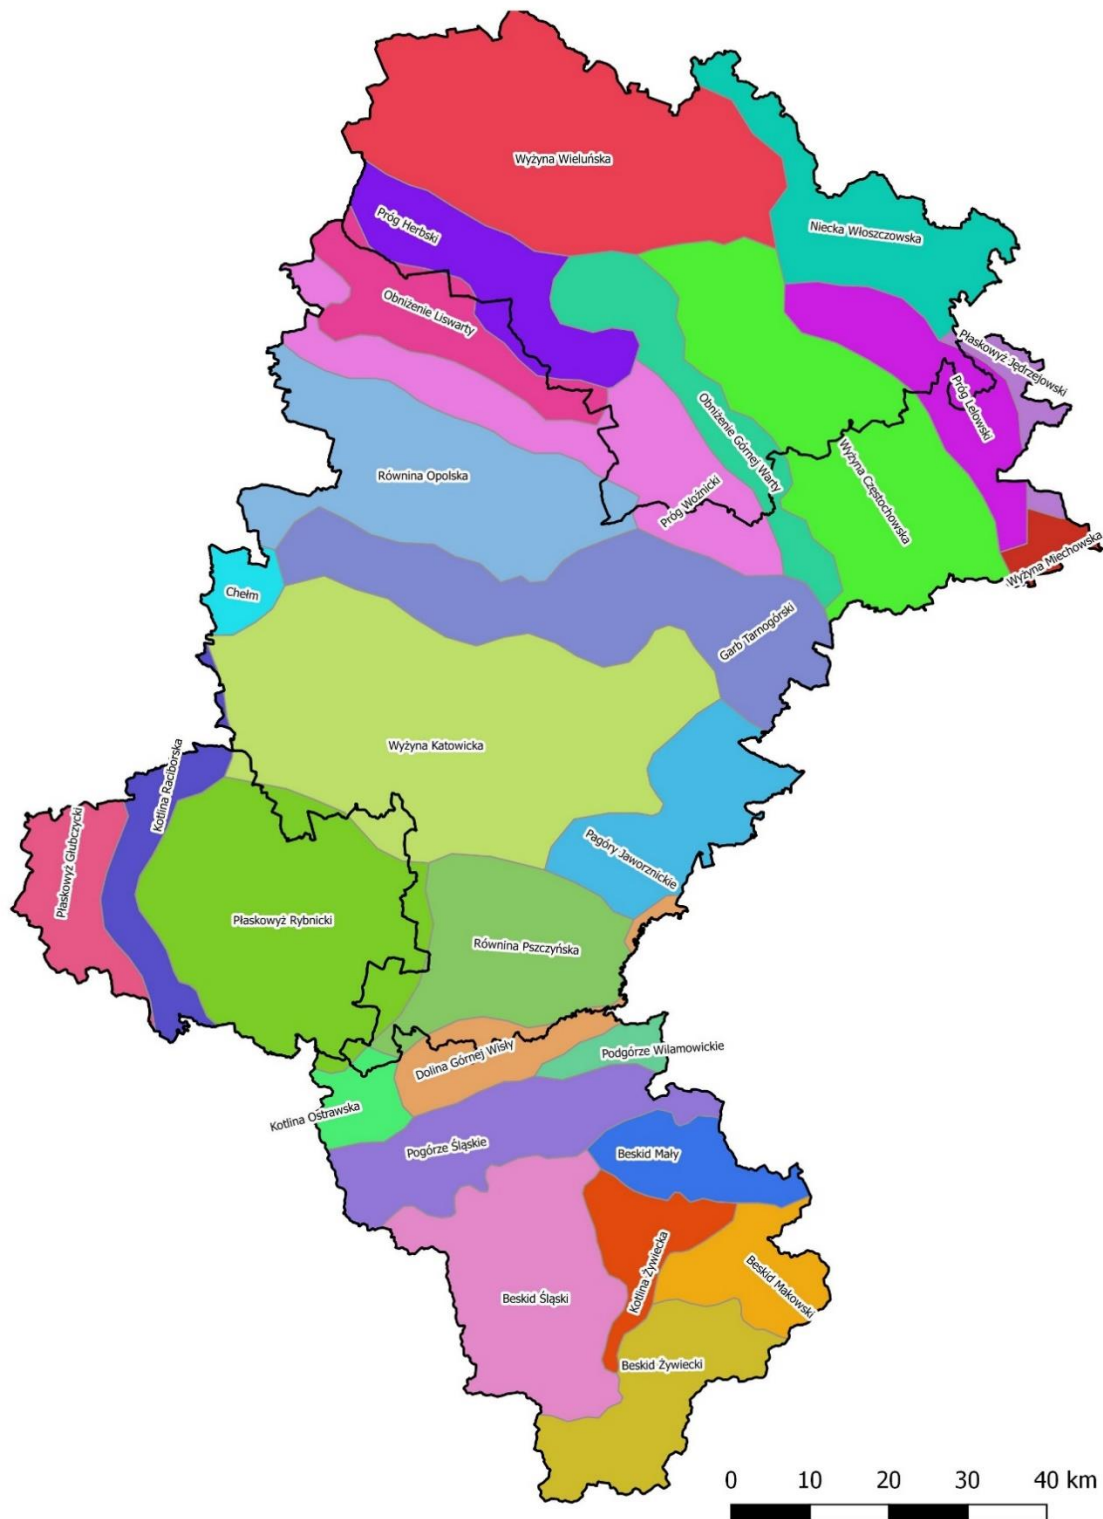 Wyżyna Wieluńska
Próg Herbski
Niecka Włoszczowska
Obniżenie Liswarty
Płaskowyż Jędrzejowski
Próg Lelowski
Obniżenie Górnej Warty
Wyżyna Częstochowska
Równina Opolska
Próg Woźnicki
Wyżyna Miechowska
Chełm
Garb Tarnogórski
Wyżyna Katowicka
Kotlina Raciborska
Płaskowyż Głubczycki
Pagóry Jaworznickie
Płaskowyż Rybnicki
Równina Pszczyńska
Dolina Górnej Wisły
Podgórze Wilamowickie
Kotlina Ostrawska
Pogórze Śląskie
Beskid Mały
Kotlina Żywiecka
Beskid Makowski
Beskid Śląski
Beskid Żywiecki
0 10 20 30 40 km